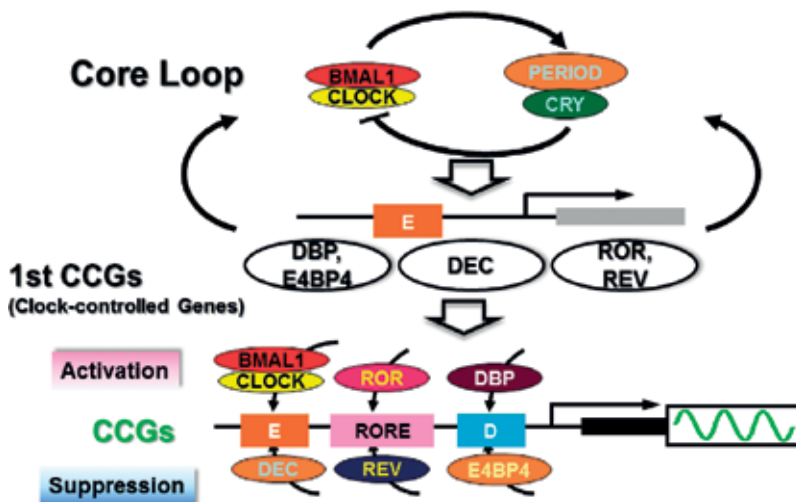 Core Loop
BMAL1
CLOCK
PERIOD
CRY
E
DBP,
E4BP4
DEC
ROR,
REV
1st CCGs
(Clock-controlled Genes)
Activation
BMAL1
CLOCK
ROR
DBP
CCGs
E
RORE
D
Suppression
DEC
REV
E4BP4